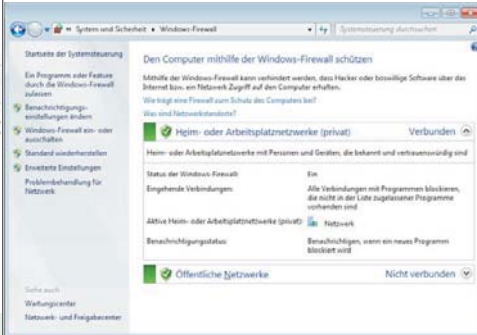 System und Sicherheit ▸ Windows-Firewall
Systemsteuerung durchsuchen
Startseite der Systemsteuerung
Ein Programm oder Feature
durch die Windows-Firewall
zulassen
Benachrichtigungs-
einstellungen ändern
Windows-Firewall ein- oder
ausschalten
Standard wiederherstellen
Erweiterte Einstellungen
Problembehandlung für
Netzwerk
Siehe auch
Wartungscenter
Netzwerk- und Freigabecenter
Den Computer mithilfe der Windows-Firewall schützen
Mithilfe der Windows-Firewall kann verhindert werden, dass Hacker oder böswillige Software über das
Internet bzw. ein Netzwerk Zugriff auf den Computer erhalten.
Wie trägt eine Firewall zum Schutz des Computers bei?
Was sind Netzwerkstandorte?
Heim- oder Arbeitsplatznetzwerke (privat) Verbunden
Heim- oder Arbeitsplatznetzwerke mit Personen und Geräten, die bekannt und vertrauenswürdig sind
Status der Windows-Firewall: Ein
Eingehende Verbindungen: Alle Verbindungen mit Programmen blockieren,
die nicht in der Liste zugelassener Programme
vorhanden sind
Aktive Heim- oder Arbeitsplatznetzwerke (privat): Netzwerk
Benachrichtigungsstatus: Benachrichtigen, wenn ein neues Programm
blockiert wird
Öffentliche Netzwerke Nicht verbunden